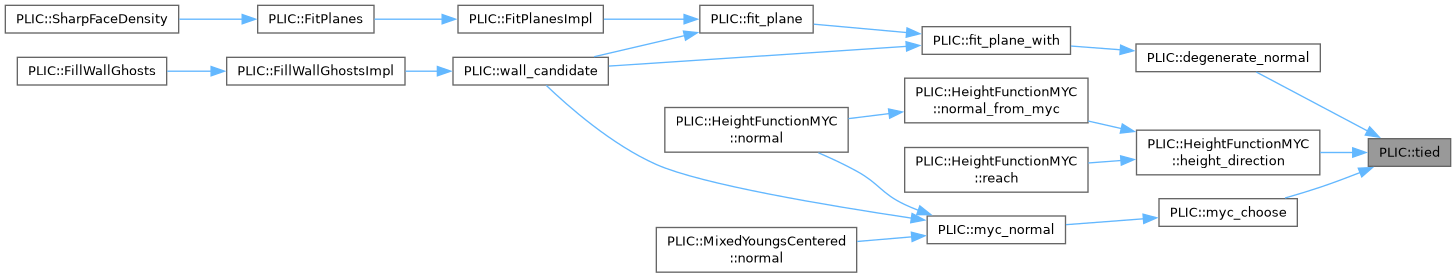 PLIC::SharpFaceDensity
PLIC::FitPlanes
PLIC::FitPlanesImpl
PLIC::fit_plane
PLIC::fit_plane_with
PLIC::degenerate_normal
PLIC::FillWallGhosts
PLIC::FillWallGhostsImpl
PLIC::wall_candidate
PLIC::HeightFunctionMYC
::normal_from_myc
PLIC::HeightFunctionMYC
::normal
PLIC::HeightFunctionMYC
::height_direction
PLIC::tied
PLIC::HeightFunctionMYC
::reach
PLIC::myc_choose
PLIC::myc_normal
PLIC::MixedYoungsCentered
::normal